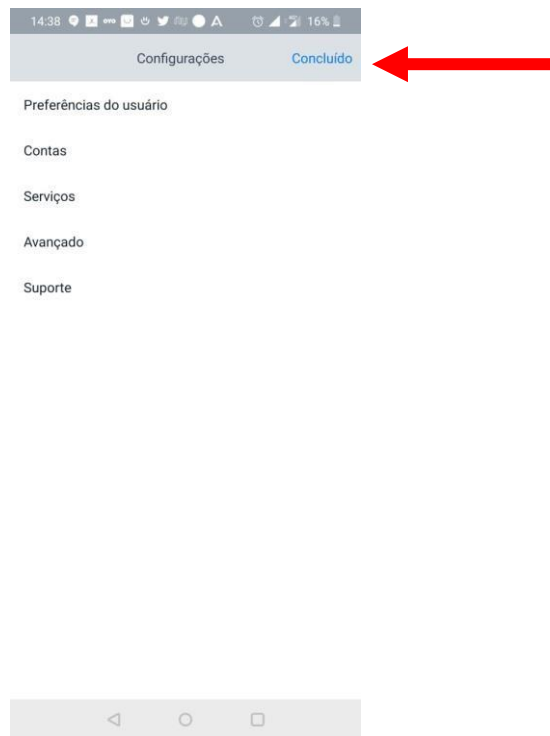 14:38 A 16%
Configurações Concluído
Preferências do usuário
Contas
Serviços
Avançado
Suporte